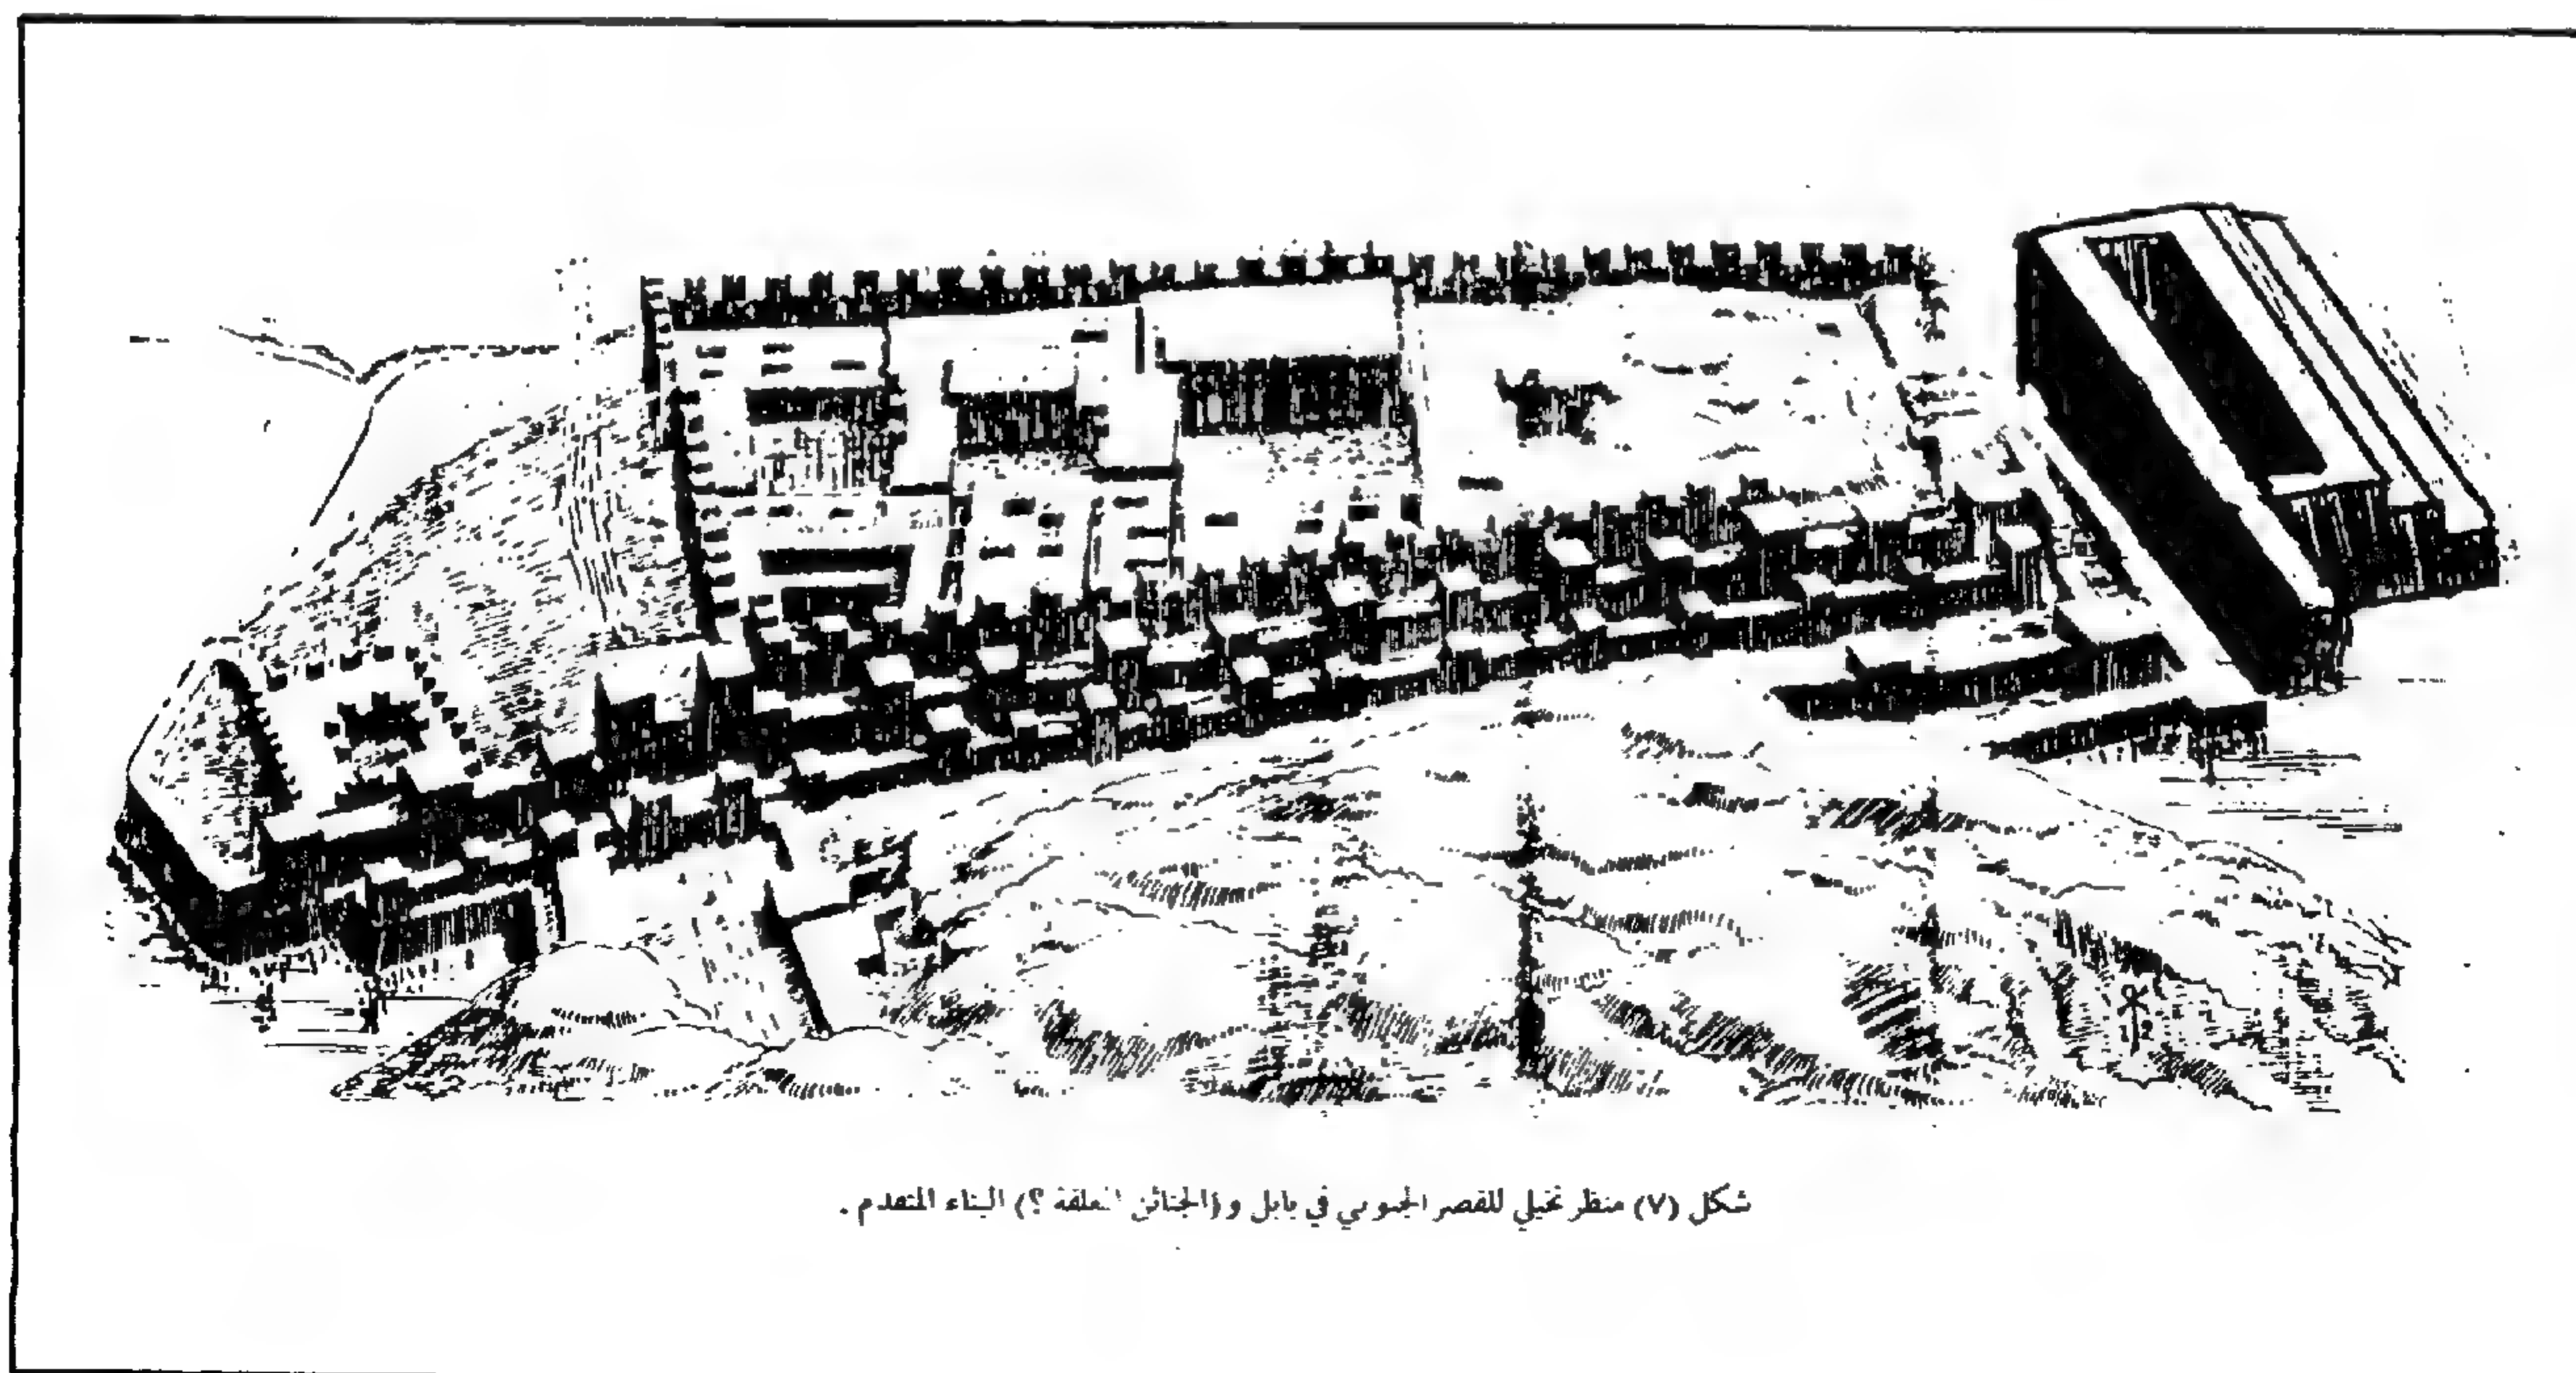 شكل (٧) منظر تخيلي للقصر الجنوبي في بابل و (الجنائن المعلقة ؟) البناء المتقدم .